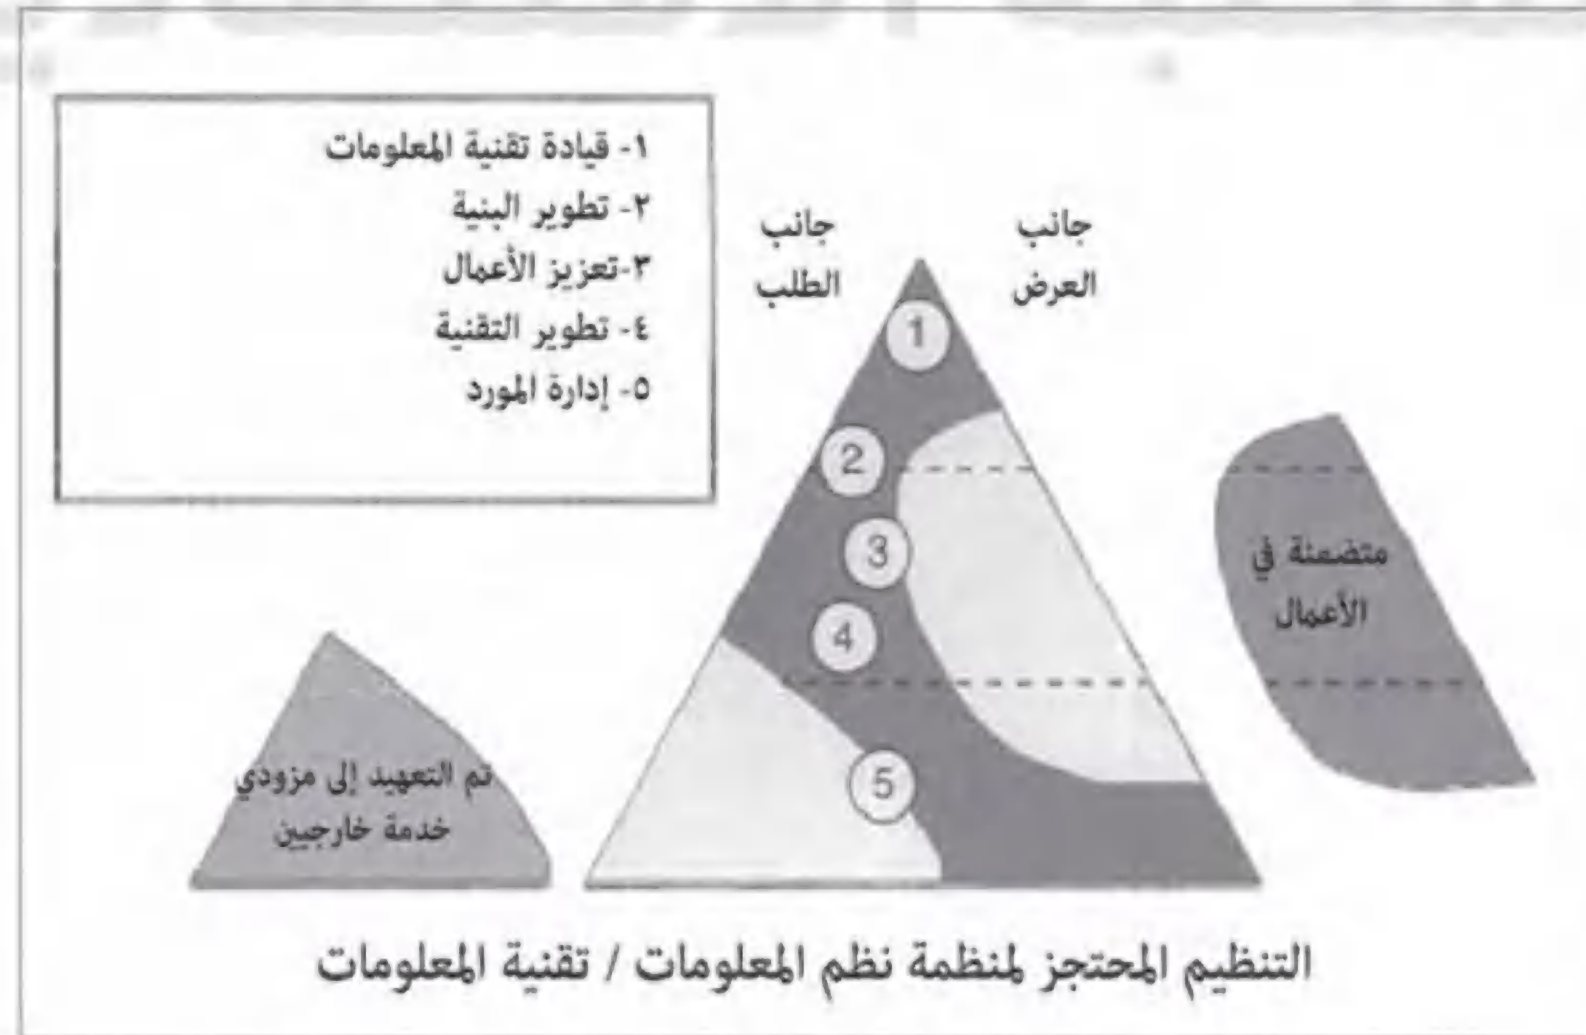 ١- قيادة تقنية المعلومات
٢- تطوير البنية
٣-تعزيز الأعمال
٤- تطوير التقنية
٥- إدارة المورد
جانب
العرض
جانب
الطلب
1
2
3
4
5
متضمنة في
الأعمال
تم التعهيد إلى مزودي
خدمة خارجيين
التنظيم المحتجز لمنظمة نظم المعلومات / تقنية المعلومات